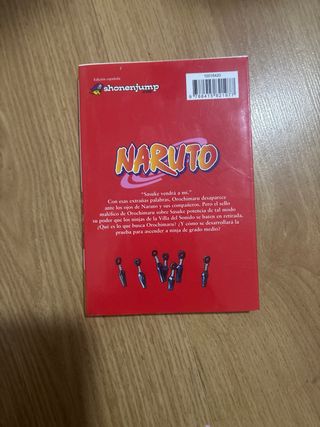 Edición española
shonenjump
10018420
NARUTO
"Sasuke vendrá a mí."
Con esas extrañas palabras, Orochimaru desaparece
ante los ojos de Naruto y sus compañeros. Pero el sello
maléfico de Orochimaru sobre Sasuke potencia de tal modo
su poder que los ninjas de la Villa del Sonido se baten en retirada.
¿Qué es lo que busca Orochimaru? ¿Y cómo se desarrollará la
prueba para ascender a ninja de grado medio?